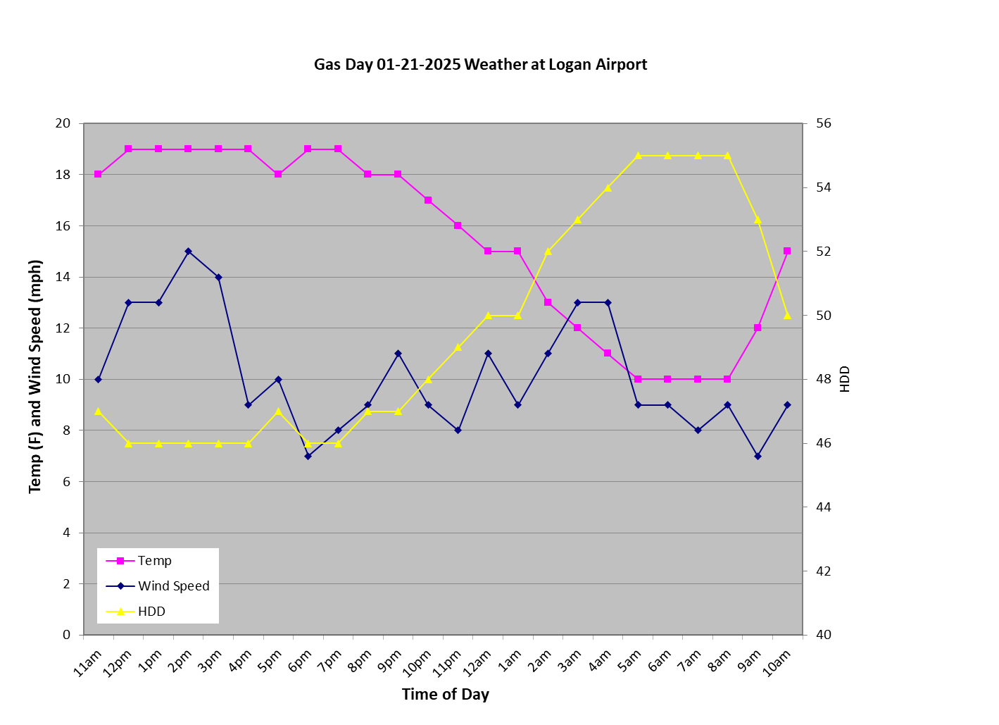 Gas Day 01-21-2025 Weather at Logan Airport
20
18
16
14
12
10
8
6
4
2
0
Temp (F) and Wind Speed (mph)
56
54
52
50
48
46
44
42
40
HDD
Temp
Wind Speed
HDD
11am
12pm
1pm
2pm
3pm
4pm
5pm
6pm
7pm
8pm
9pm
10pm
11pm
12am
1am
2am
3am
4am
5am
6am
7am
8am
9am
10am
Time of Day